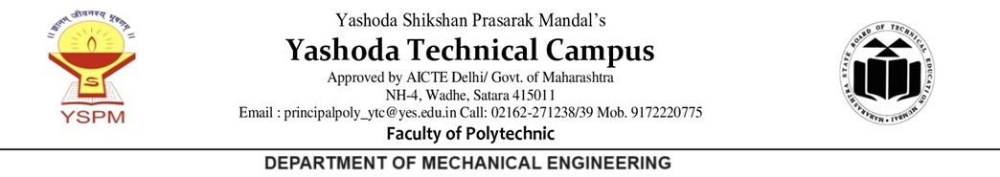 ज्ञानम् जीवनस्य भूषणम्
S
YSPM
Yashoda Shikshan Prasarak Mandal's
Yashoda Technical Campus
Approved by AICTE Delhi/ Govt. of Maharashtra
NH-4, Wadhe, Satara 415011
Email : principalpoly_ytc@yes.edu.in Call: 02162-271238/39 Mob. 9172220775
Faculty of Polytechnic
MAHARASHTRA STATE BOARD OF TECHNICAL EDUCATION MUMBAI
DEPARTMENT OF MECHANICAL ENGINEERING